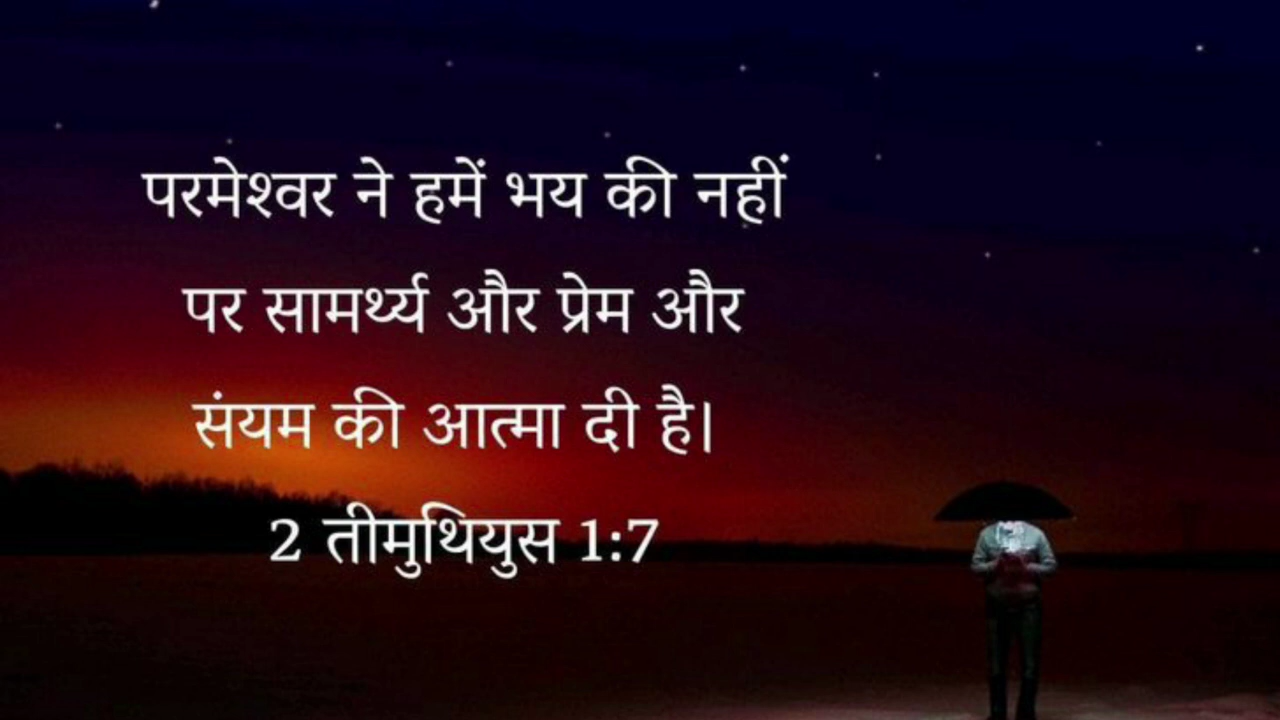 परमेश्वर ने हमें भय की नहीं
पर सामर्थ्य और प्रेम और
संयम की आत्मा दी है।
2 तीमुथियुस 1:7